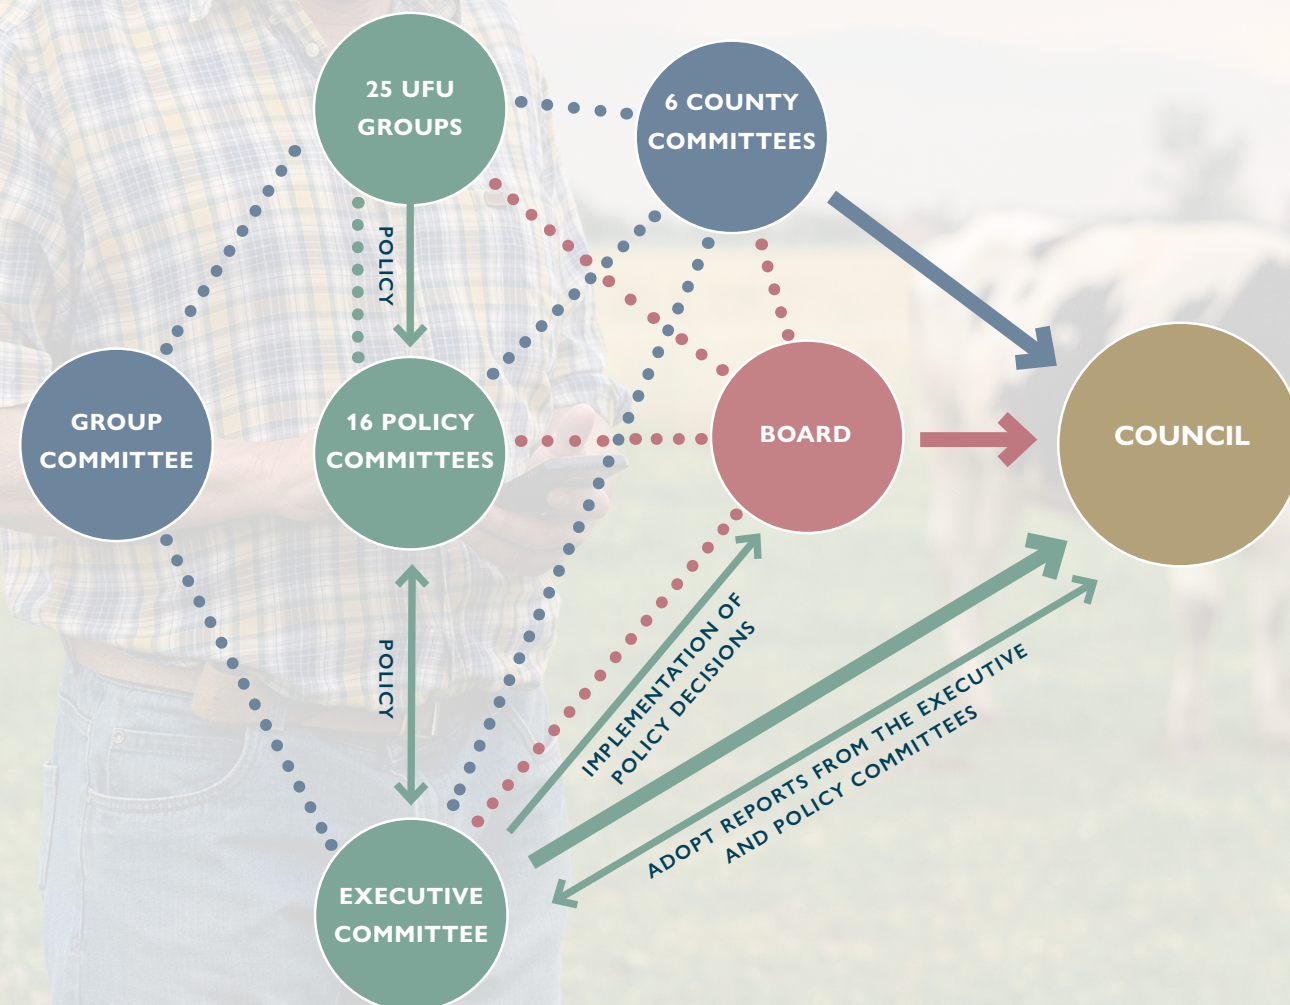 25 UFU
GROUPS
6 COUNTY
COMMITTEES
POLICY
GROUP
COMMITTEE
16 POLICY
COMMITTEES
BOARD
COUNCIL
POLICY
IMPLEMENTATION OF
POLICY DECISIONS
ADOPT REPORTS FROM THE EXECUTIVE
AND POLICY COMMITTEES
EXECUTIVE
COMMITTEE